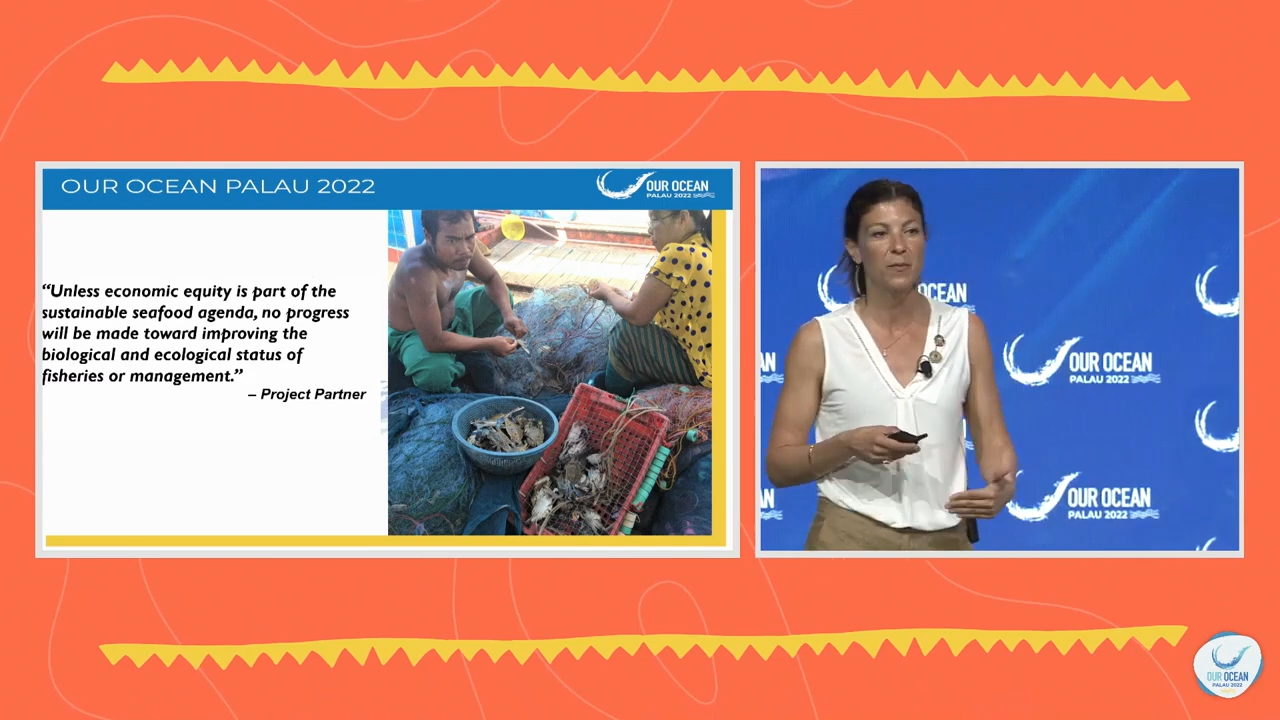 OUR OCEAN PALAU 2022
OUR OCEAN
PALAU 2022
“Unless economic equity is part of the
sustainable seafood agenda, no progress
will be made toward improving the
biological and ecological status of
fisheries or management.”
– Project Partner
OCEAN
OUR OCEAN
PALAU 2022
OUR OCEAN
PALAU 2022
OUR OCEAN
PALAU 2022